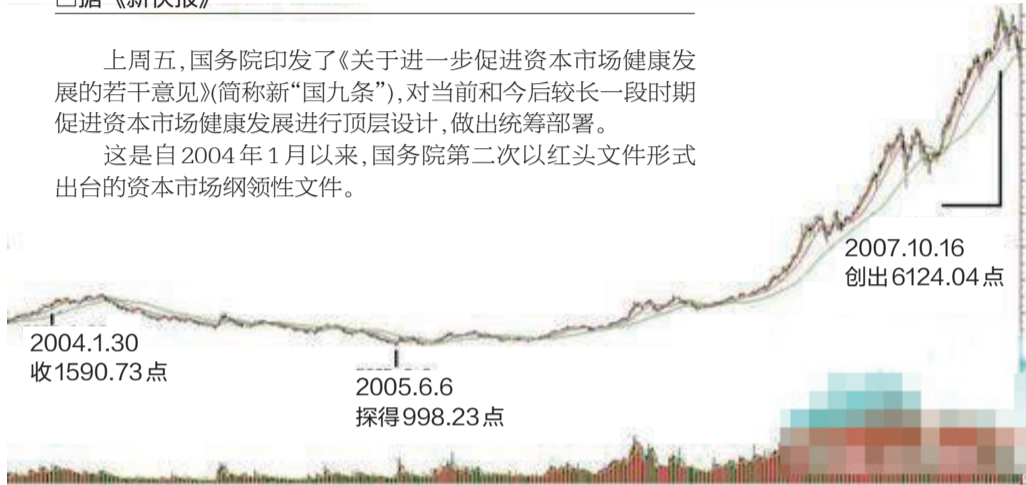 □据《新快报》
上周五,国务院印发了《关于进一步促进资本市场健康发
展的若干意见》(简称新“国九条”),对当前和今后较长一段时期
促进资本市场健康发展进行顶层设计,做出统筹部署。
这是自2004年1月以来,国务院第二次以红头文件形式
出台的资本市场纲领性文件。
2007.10.16
创出6124.04点
2004.1.30
收1590.73点
2005.6.6
探得998.23点